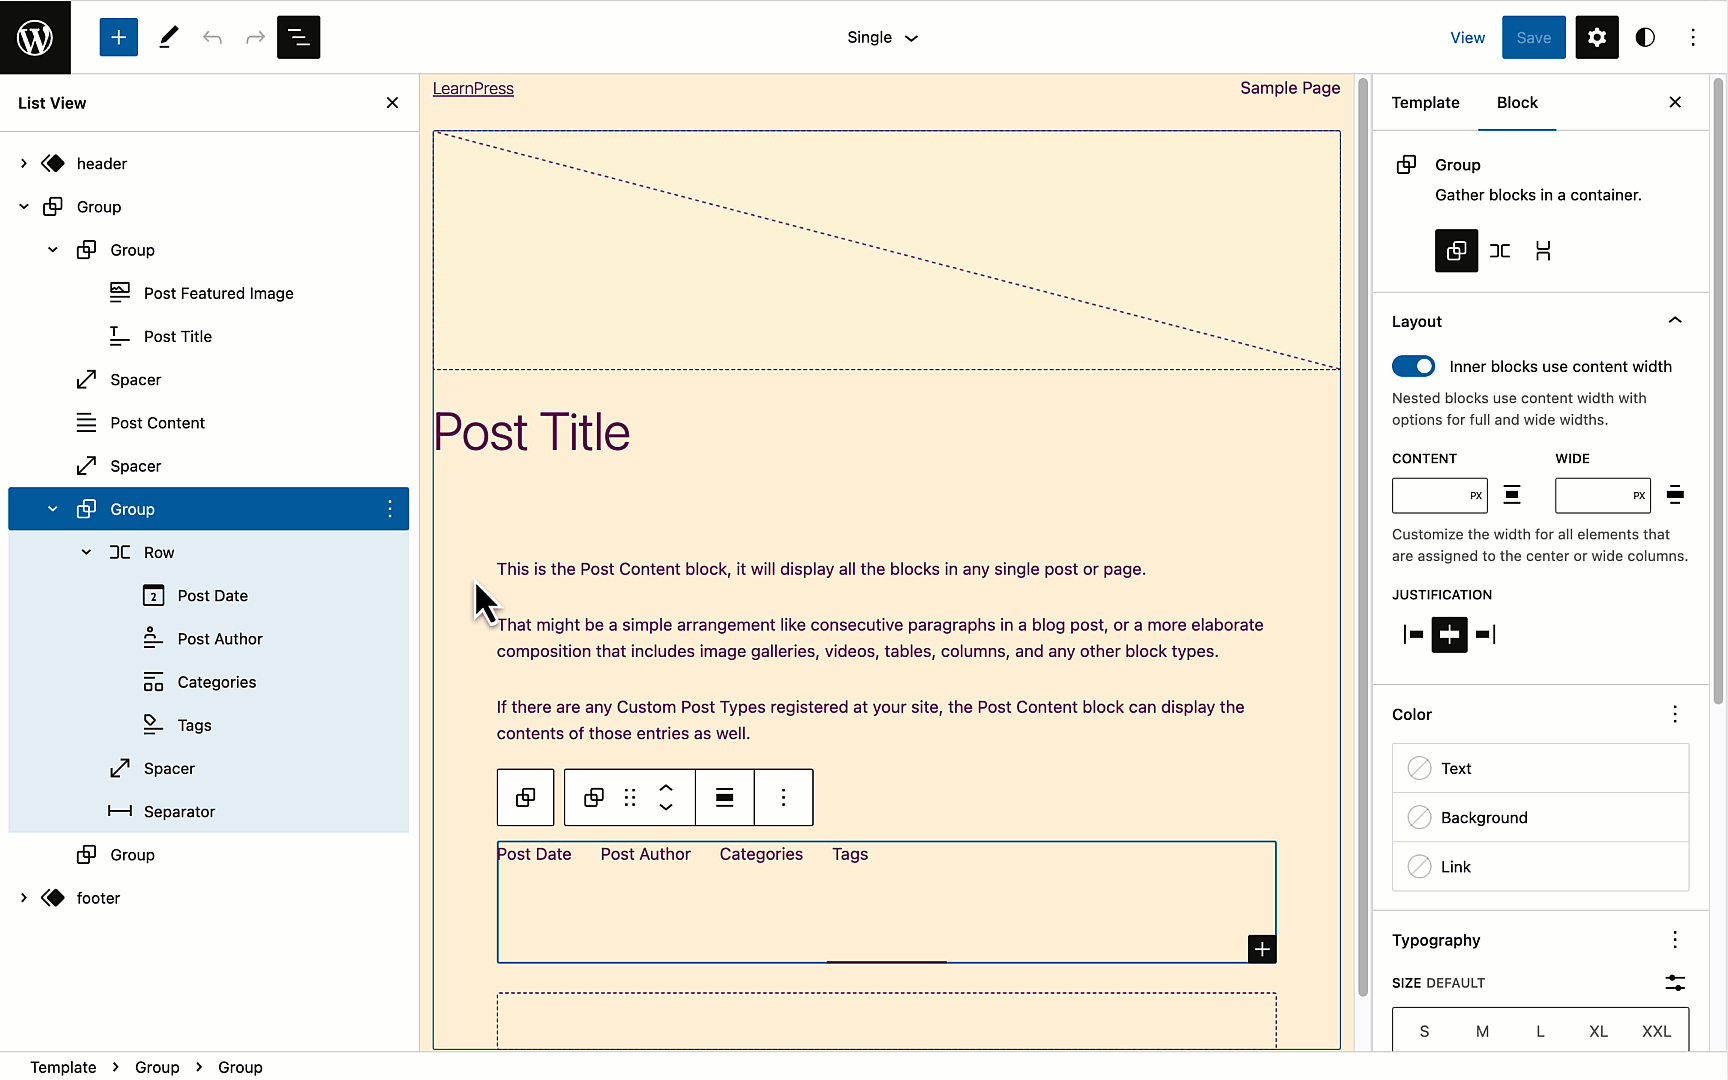 Single
View
Save
List View
header
Group
Group
Post Featured Image
Post Title
Spacer
Post Content
Spacer
Group
Row
2
Post Date
Post Author
Categories
Tags
Spacer
Separator
Group
footer
LearnPress
Sample Page
Post Title
This is the Post Content block, it will display all the blocks in any single post or page.
That might be a simple arrangement like consecutive paragraphs in a blog post, or a more elaborate
composition that includes image galleries, videos, tables, columns, and any other block types.
If there are any Custom Post Types registered at your site, the Post Content block can display the
contents of those entries as well.
Post Date Post Author Categories Tags
Template Block
Group
Gather blocks in a container.
Layout
Inner blocks use content width
Nested blocks use content width with
options for full and wide widths.
CONTENT WIDE
PX PX
Customize the width for all elements that
are assigned to the center or wide columns.
JUSTIFICATION
Color
Text
Background
Link
Typography
SIZE DEFAULT
S M L XL XXL
Template > Group > Group